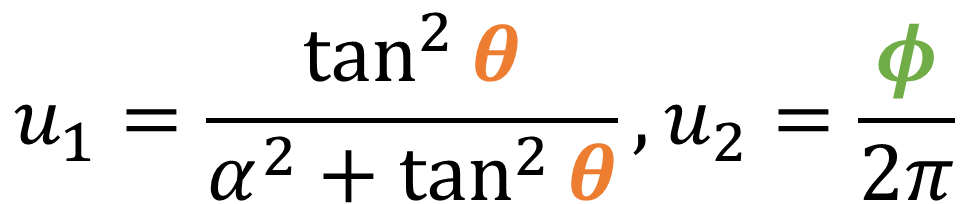 u₁ = tan² θ / (α² + tan² θ), u₂ = ϕ / 2π